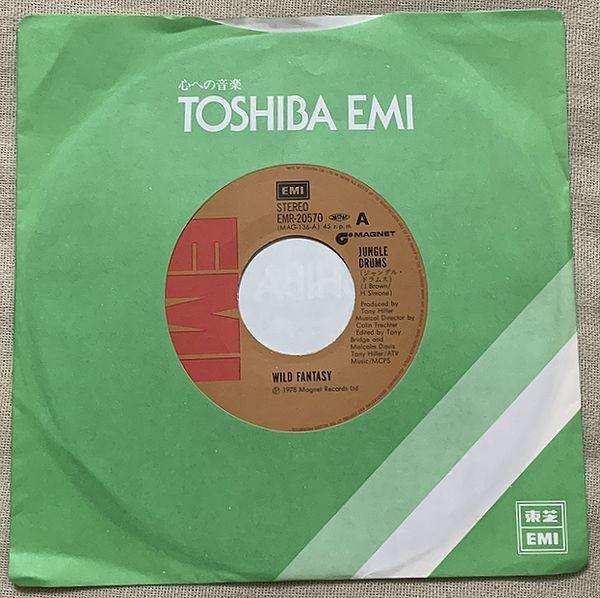 心への音楽
TOSHIBA EMI
EMI
EMI
STEREO
EMR-20570
(MAG-136-A) 45 r.p.m.
A
MAGNET
JUNGLE
DRUMS
(ジャングル・
ドラムス)
(J. Brown/
H. Simone)
Produced by
Tony Hiller
Musical Director by
Colin Frechter
Edited by Tony
Bridge and
Malcolm Davis
Tony Hiller/ATV
Music/MCPS
WILD FANTASY
Ⓟ 1978 Magnet Records Ltd
東芝
EMI